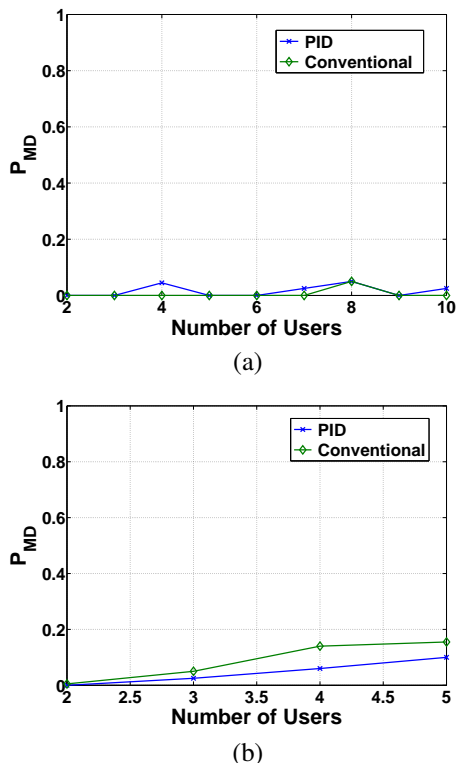 1
0.8
0.6
0.4
0.2
0
P_MD
PID
Conventional
2 4 6 8 10
Number of Users
(a)
1
0.8
0.6
0.4
0.2
0
P_MD
PID
Conventional
2 2.5 3 3.5 4 4.5 5
Number of Users
(b)